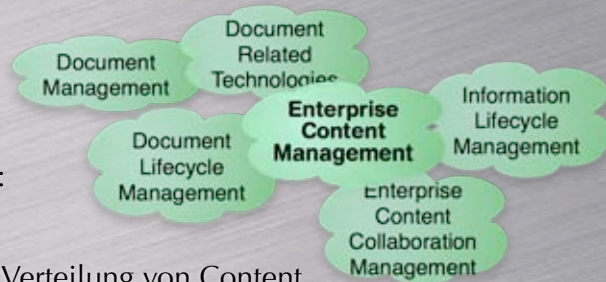 Document
Related
Technologies
Document
Management
Enterprise
Content
Management
Information
Lifecycle
Management
Document
Lifecycle
Management
:
Enterprise
Content
Collaboration
Management
Verteilung von Content